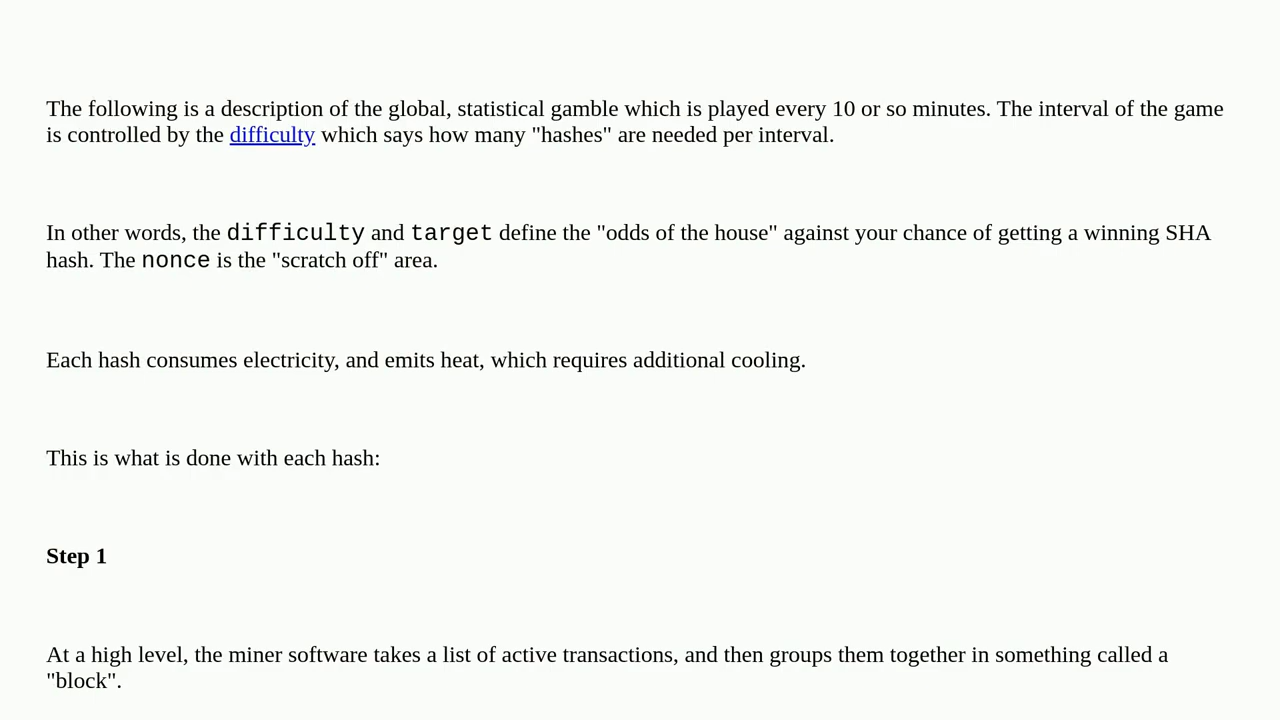 The following is a description of the global, statistical gamble which is played every 10 or so minutes. The interval of the game
is controlled by the difficulty which says how many "hashes" are needed per interval.
In other words, the difficulty and target define the "odds of the house" against your chance of getting a winning SHA
hash. The nonce is the "scratch off" area.
Each hash consumes electricity, and emits heat, which requires additional cooling.
This is what is done with each hash:
Step 1
At a high level, the miner software takes a list of active transactions, and then groups them together in something called a
"block".